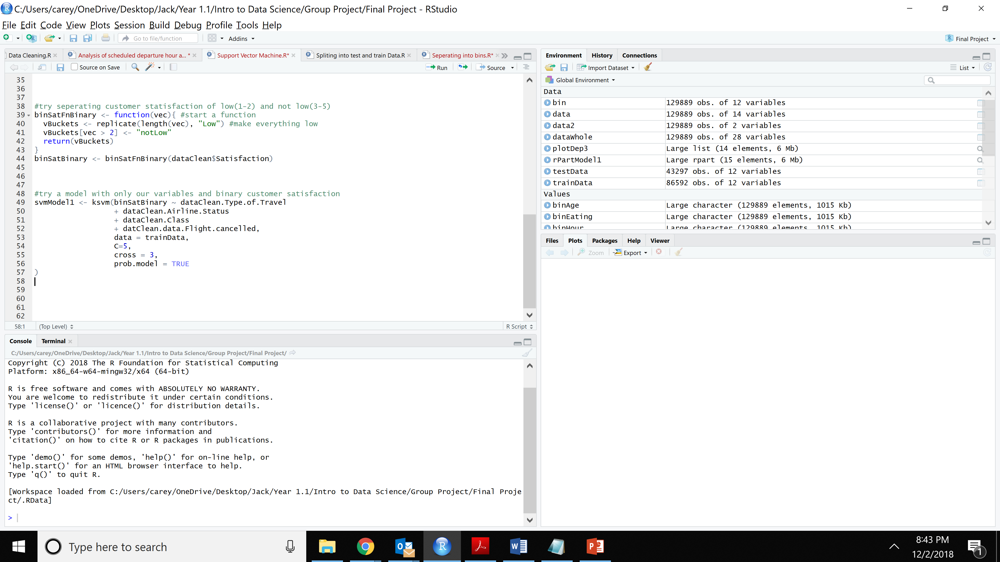 C:/Users/carey/OneDrive/Desktop/Jack/Year 1.1/Intro to Data Science/Group Project/Final Project - RStudio
File Edit Code View Plots Session Build Debug Profile Tools Help
Go to file/function Addins Final Project
Data Cleaning.R Analysis of scheduled departure hour a... * Support Vector Machine.R* Spliting into test and train Data.R Seperating into bins.R*
Source on Save Run Source
35
36
37
38 #try seperating customer statisfaction of low(1-2) and not low(3-5)
39 binSatFnBinary <- function(vec){ #start a function
40 vBuckets <- replicate(length(vec), "Low") #make everything low
41 vBuckets[vec > 2] <- "notLow"
42 return(vBuckets)
43 }
44 binSatBinary <- binSatFnBinary(dataClean$Satisfaction)
45
46
47
48 #try a model with only our variables and binary customer satisfaction
49 svmModel1 <- ksvm(binSatBinary ~ dataClean.Type.of.Travel
50 + dataClean.Airline.Status
51 + dataClean.Class
52 + datClean.data.Flight.cancelled,
53 data = trainData,
54 C=5,
55 cross = 3,
56 prob.model = TRUE
57 )
58
59
60
61
62
58:1 (Top Level) R Script
Console Terminal
C:/Users/carey/OneDrive/Desktop/Jack/Year 1.1/Intro to Data Science/Group Project/Final Project/
Copyright (C) 2018 The R Foundation for Statistical Computing
Platform: x86_64-w64-mingw32/x64 (64-bit)
R is free software and comes with ABSOLUTELY NO WARRANTY.
You are welcome to redistribute it under certain conditions.
Type 'license()' or 'licence()' for distribution details.
R is a collaborative project with many contributors.
Type 'contributors()' for more information and
'citation()' on how to cite R or R packages in publications.
Type 'demo()' for some demos, 'help()' for on-line help, or
'help.start()' for an HTML browser interface to help.
Type 'q()' to quit R.
[Workspace loaded from C:/Users/carey/OneDrive/Desktop/Jack/Year 1.1/Intro to Data Science/Group Project/Final Proje
ct/.RData]
>
Environment History Connections
Import Dataset List
Global Environment
Data
bin 129889 obs. of 12 variables
data 129889 obs. of 14 variables
data2 129889 obs. of 2 variables
dataWhole 129889 obs. of 28 variables
plotDep3 Large list (14 elements, 6 Mb)
rPartModel1 Large rpart (15 elements, 6 Mb)
testData 43297 obs. of 12 variables
trainData 86592 obs. of 12 variables
Values
binAge Large character (129889 elements, 1015 Kb)
binEating Large character (129889 elements, 1015 Kb)
binHour Large character (129889 elements, 1015 Kb)
Files Plots Packages Help Viewer
Zoom Export
Type here to search
8:43 PM
12/2/2018
1